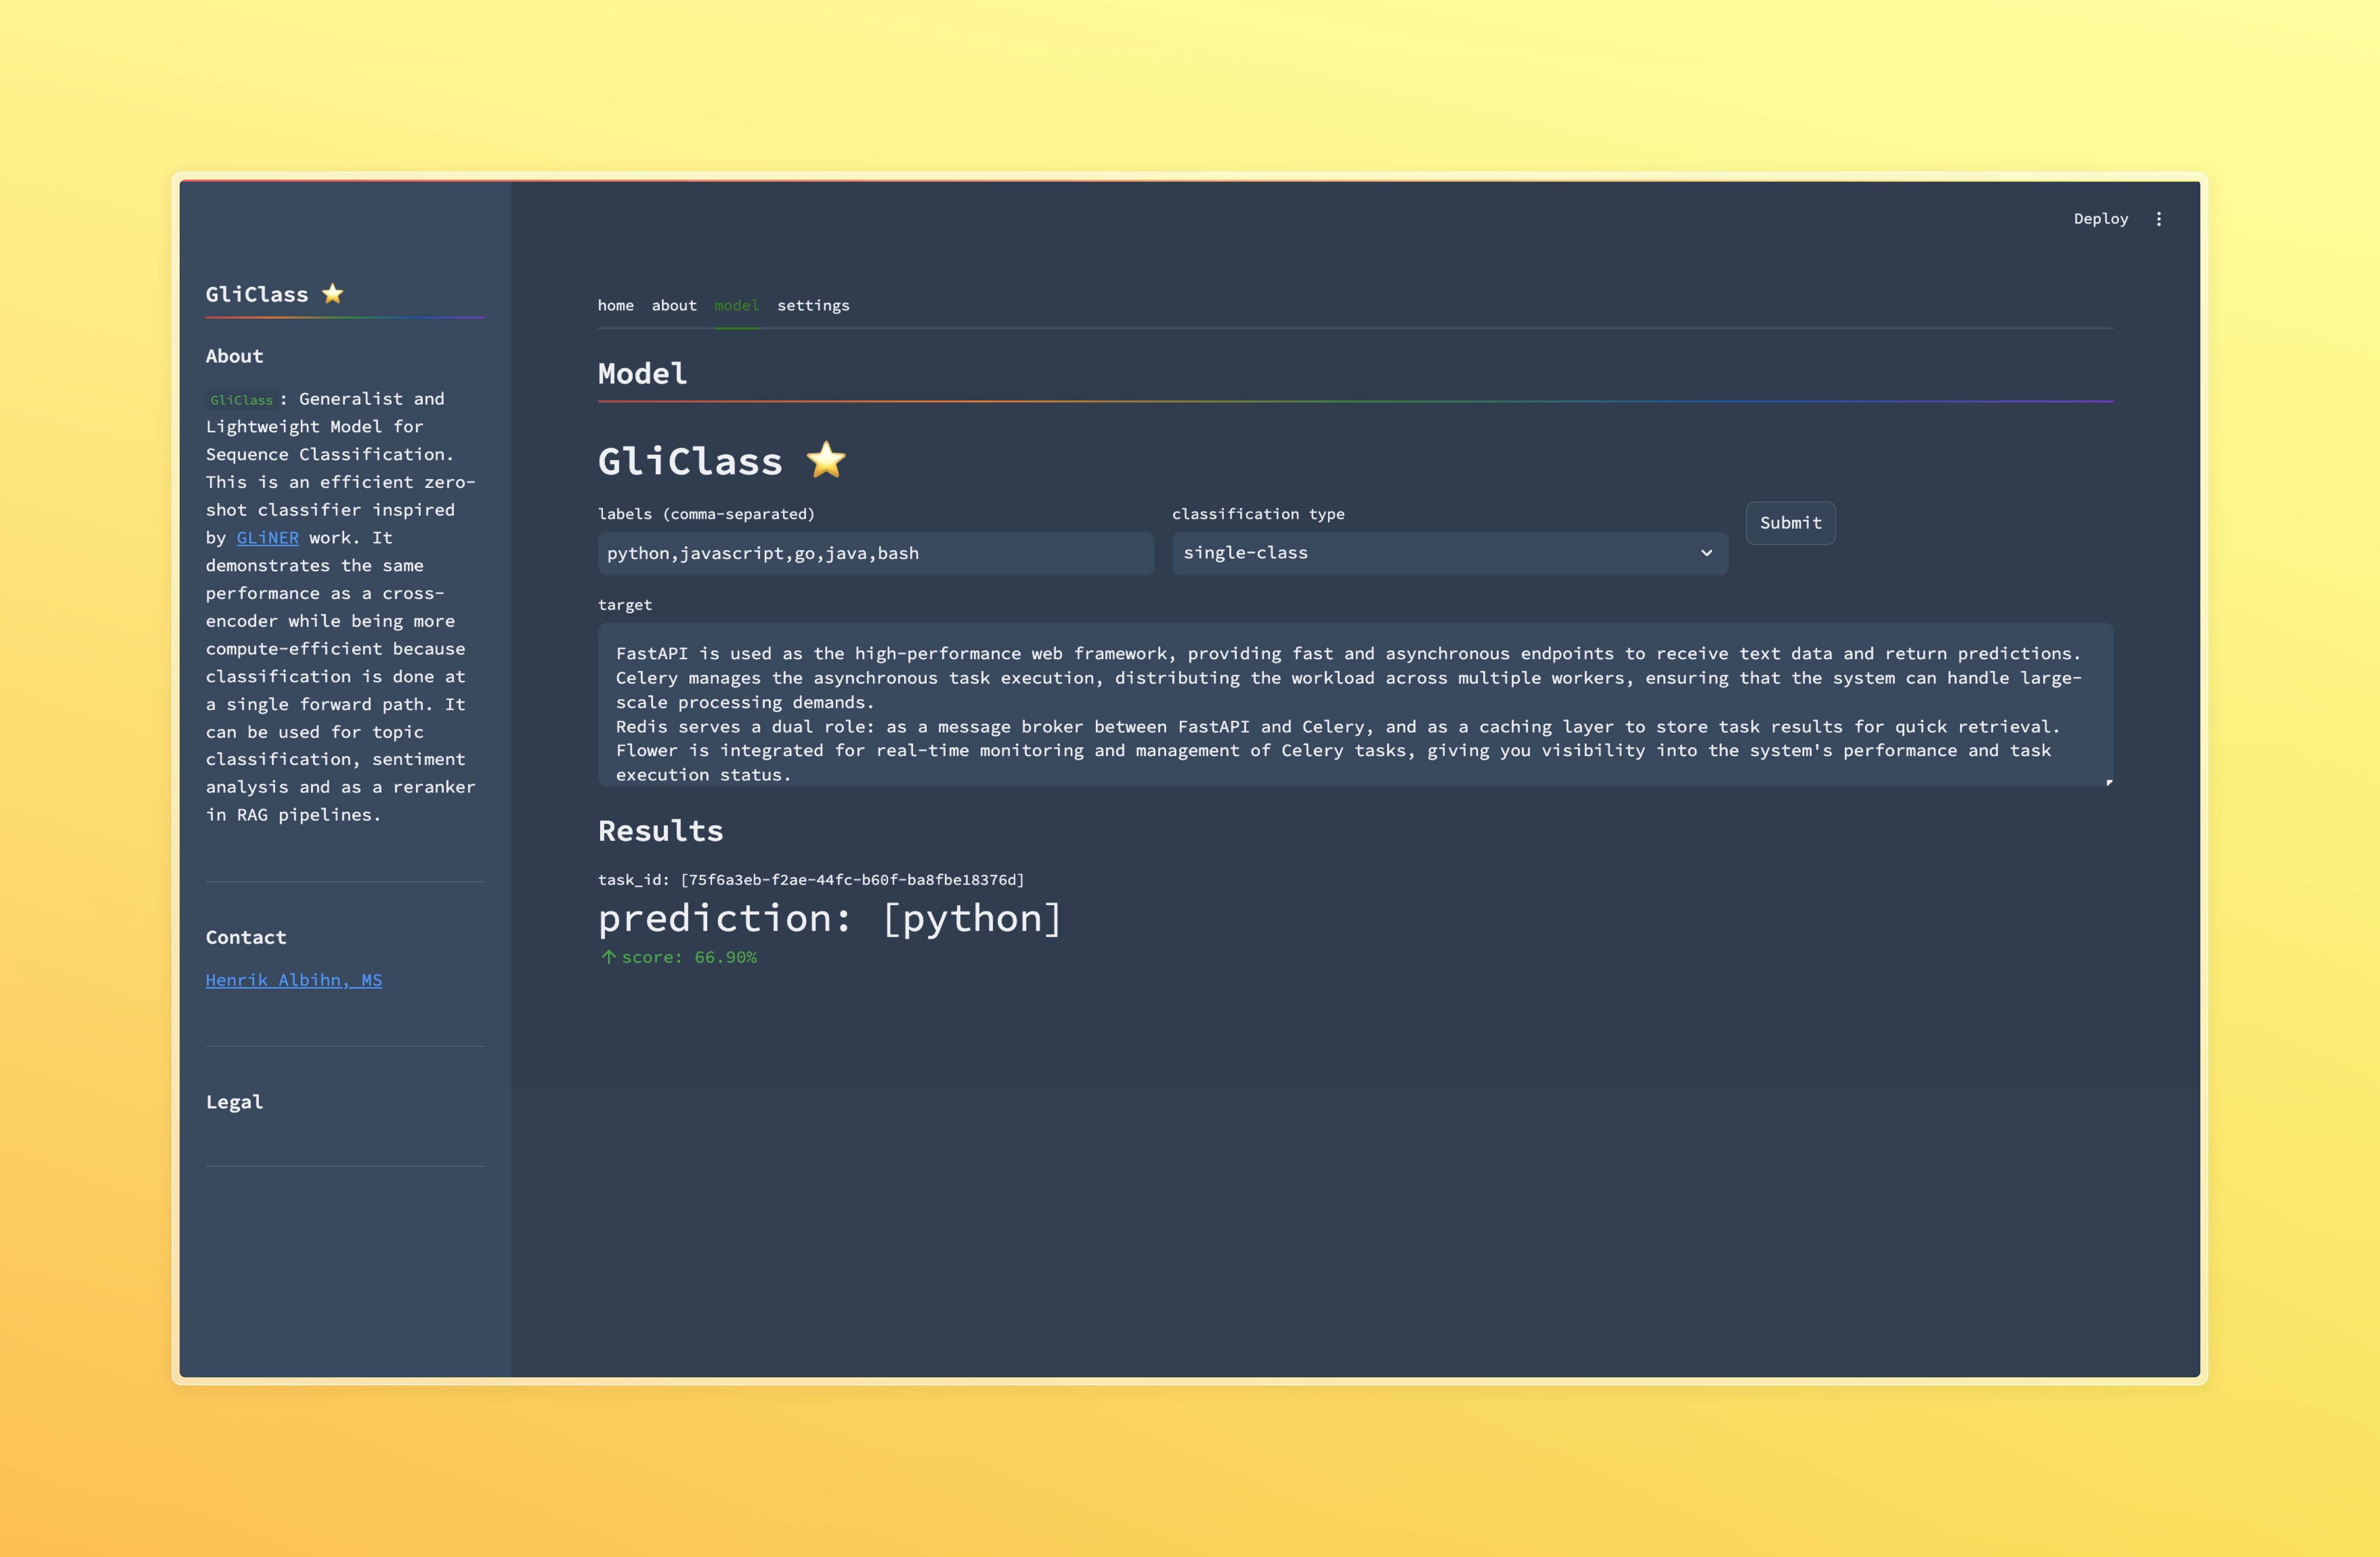 Deploy
GliClass
About
GliClass: Generalist and
Lightweight Model for
Sequence Classification.
This is an efficient zero-
shot classifier inspired
by GLiNER work. It
demonstrates the same
performance as a cross-
encoder while being more
compute-efficient because
classification is done at
a single forward path. It
can be used for topic
classification, sentiment
analysis and as a reranker
in RAG pipelines.
Contact
Henrik Albihn, MS
Legal
home about model settings
Model
GliClass
labels (comma-separated)
python,javascript,go,java,bash
classification type
single-class
Submit
target
FastAPI is used as the high-performance web framework, providing fast and asynchronous endpoints to receive text data and return predictions.
Celery manages the asynchronous task execution, distributing the workload across multiple workers, ensuring that the system can handle large-
scale processing demands.
Redis serves a dual role: as a message broker between FastAPI and Celery, and as a caching layer to store task results for quick retrieval.
Flower is integrated for real-time monitoring and management of Celery tasks, giving you visibility into the system's performance and task
execution status.
Results
task_id: [75f6a3eb-f2ae-44fc-b60f-ba8fbe18376d]
prediction: [python]
↑ score: 66.90%